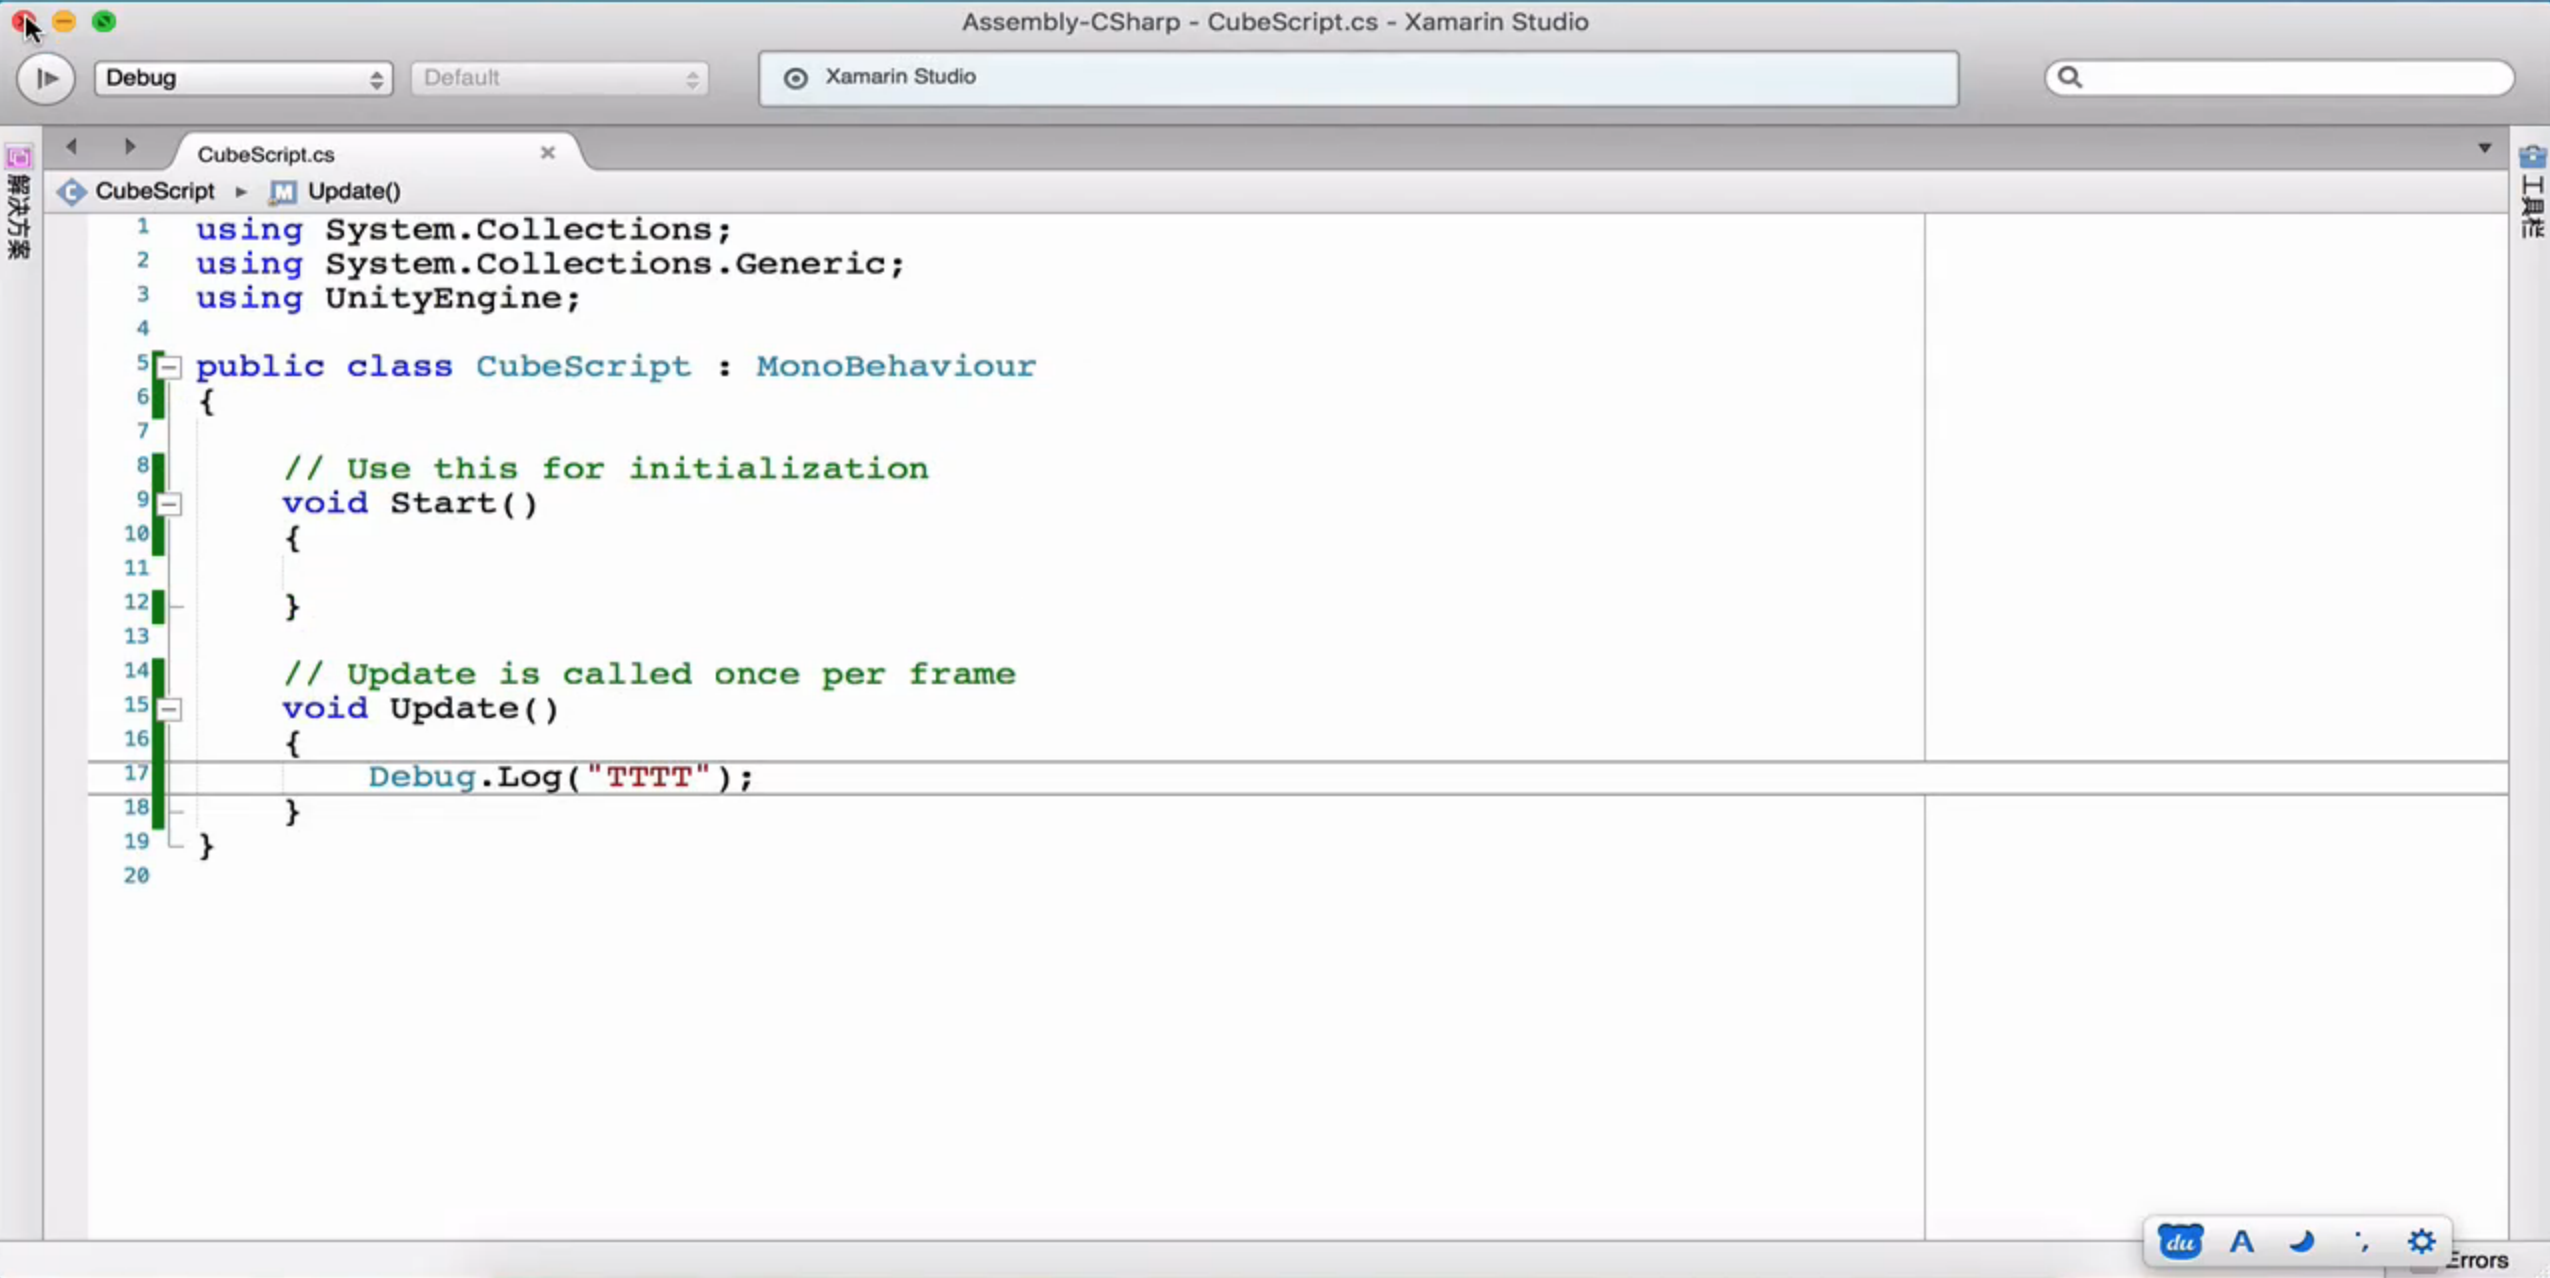 Assembly-CSharp - CubeScript.cs - Xamarin Studio
Debug
Default
Xamarin Studio
解决方案
CubeScript.cs
工具栏
CubeScript
Update()
1 using System.Collections;
2 using System.Collections.Generic;
3 using UnityEngine;
4
5 public class CubeScript : MonoBehaviour
6 {
7
8 // Use this for initialization
9 void Start()
10 {
11
12 }
13
14 // Update is called once per frame
15 void Update()
16 {
17 Debug.Log("TTTT");
18 }
19 }
20
du A
Errors